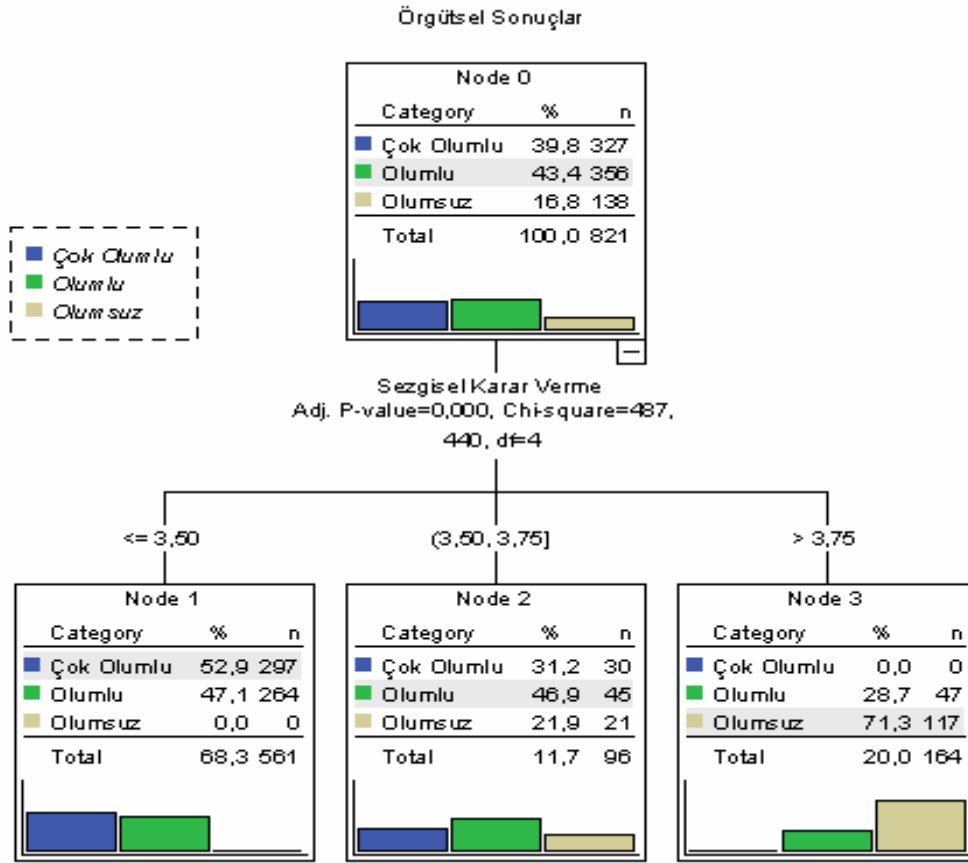 Örgütsel Sonuçlar
Node 0
Category % n
Çok Olumlu 39,8 327
Olumlu 43,4 356
Olumsuz 16,8 138
Total 100,0 821
Çok Olumlu
Olumlu
Olumsuz
Sezgisel Karar Verme
Adj. P-value=0,000, Chi-square=487,
440, df=4
<= 3,50
(3,50, 3,75]
> 3,75
Node 1
Category % n
Çok Olumlu 52,9 297
Olumlu 47,1 264
Olumsuz 0,0 0
Total 68,3 561
Node 2
Category % n
Çok Olumlu 31,2 30
Olumlu 46,9 45
Olumsuz 21,9 21
Total 11,7 96
Node 3
Category % n
Çok Olumlu 0,0 0
Olumlu 28,7 47
Olumsuz 71,3 117
Total 20,0 164